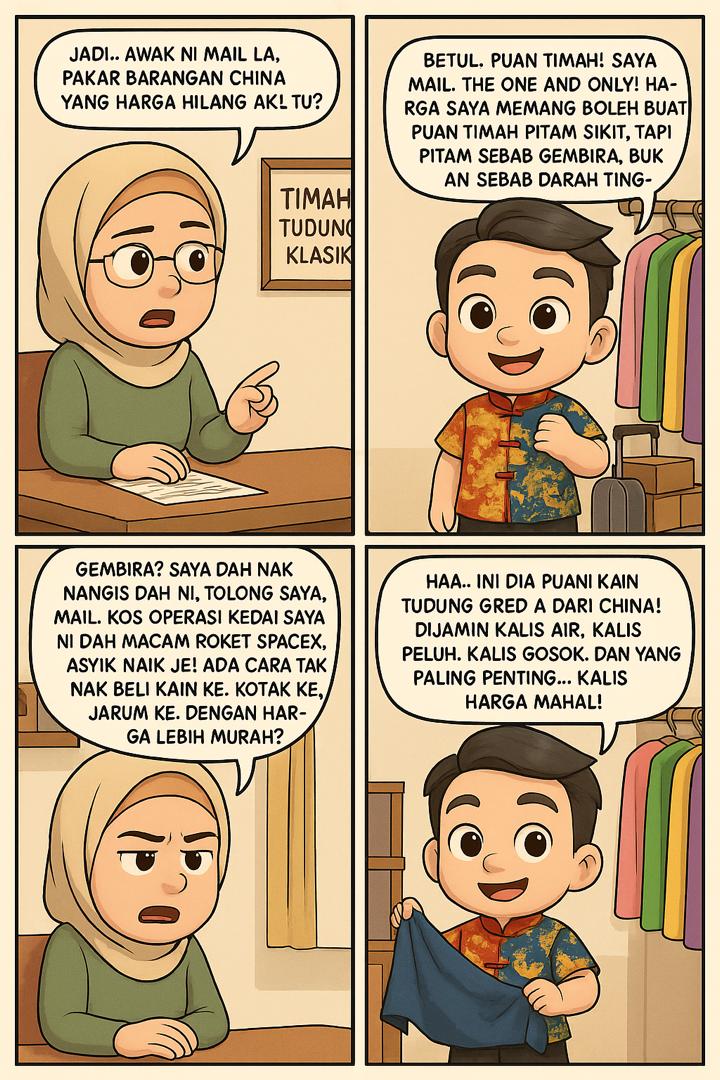 JADI.. AWAK NI MAIL LA,
PAKAR BARANGAN CHINA
YANG HARGA HILANG AK! TU?
TIMAH
TUDUNG
KLASIK
BETUL. PUAN TIMAH! SAYA
MAIL. THE ONE AND ONLY! HA-
RGA SAYA MEMANG BOLEH BUAT
PUAN TIMAH PITAM SIKIT, TAPI
PITAM SEBAB GEMBIRA, BUK
AN SEBAB DARAH TING-
GEMBIRA? SAYA DAH NAK
NANGIS DAH NI, TOLONG SAYA,
MAIL. KOS OPERASI KEDAI SAYA
NI DAH MACAM ROKET SPACEX,
ASYIK NAIK JE! ADA CARA TAK
NAK BELI KAIN KE. KOTAK KE,
JARUM KE. DENGAN HAR-
GA LEBIH MURAH?
HAA.. INI DIA PUANI KAIN
TUDUNG GRED A DARI CHINA!
DIJAMIN KALIS AIR, KALIS
PELUH. KALIS GOSOK. DAN YANG
PALING PENTING... KALIS
HARGA MAHAL!